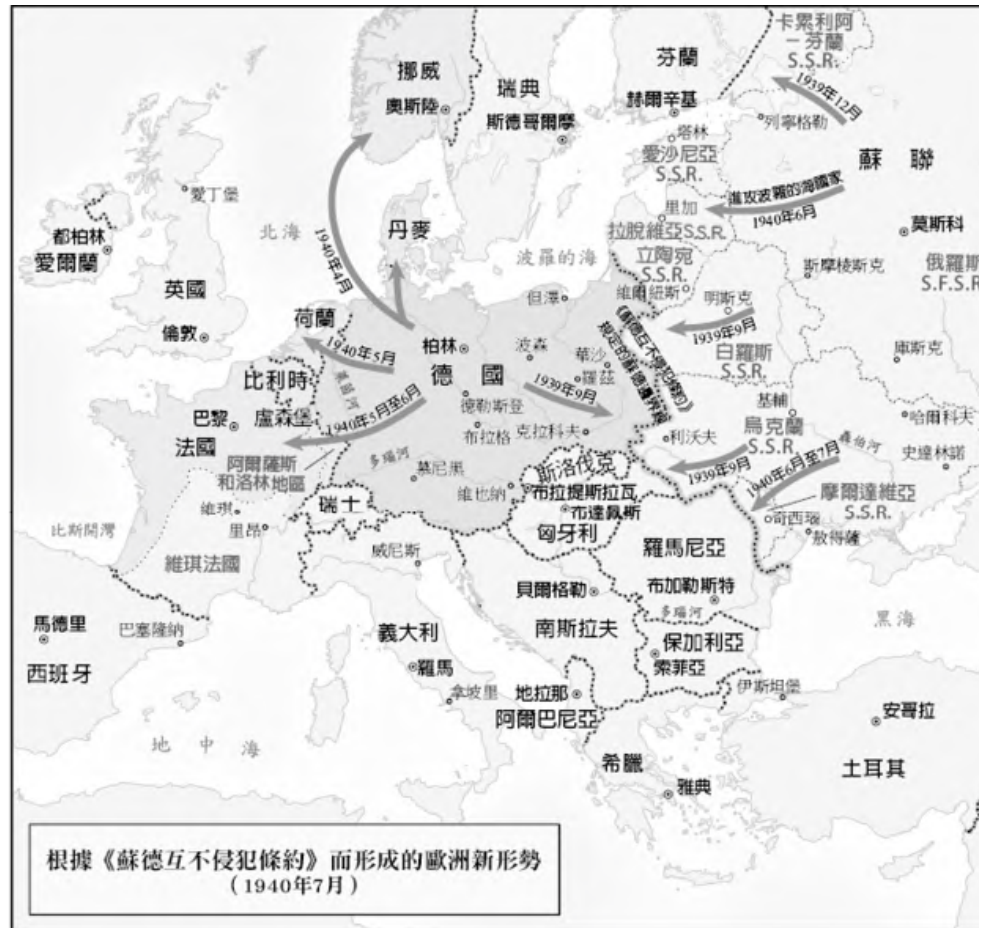 卡累利阿
－芬蘭
S.S.R.
1939年12月
列寧格勒
挪威
奧斯陸
瑞典
斯德哥爾摩
芬蘭
赫爾辛基
塔林
愛沙尼亞
S.S.R.
蘇聯
進攻波羅的海國家
1940年6月
里加
拉脫維亞S.S.R.
立陶宛
S.S.R.
維爾紐斯
莫斯科
俄羅斯
S.F.S.R
斯摩棱斯克
明斯克
1939年9月
白羅斯
S.S.R.
庫斯克
愛丁堡
北海
都柏林
愛爾蘭
英國
倫敦
丹麥
1940年4月
波羅的海
但澤
荷蘭
1940年5月
柏林
德國
波森
華沙
羅茲
1939年9月
《蘇德互不侵犯條約》
規定的蘇德邊界線
比利時
盧森堡
萊茵河
德勒斯登
布拉格
克拉科夫
巴黎
法國
1940年5月至6月
阿爾薩斯
和洛林地區
多瑙河
慕尼黑
維也納
斯洛伐克
布拉提斯拉瓦
布達佩斯
匈牙利
利沃夫
1939年9月
基輔
烏克蘭
S.S.R.
哈爾科夫
史達林諾
1940年6月至7月
摩爾達維亞
S.S.R.
奇西瑙
敖得薩
瑞士
維琪
里昂
比斯開灣
維琪法國
威尼斯
羅馬尼亞
布加勒斯特
多瑙河
貝爾格勒
南斯拉夫
保加利亞
索菲亞
黑海
馬德里
西班牙
巴塞隆納
義大利
羅馬
拿坡里
地拉那
阿爾巴尼亞
伊斯坦堡
安哥拉
土耳其
地中海
希臘
雅典
根據《蘇德互不侵犯條約》而形成的歐洲新形勢
（1940年7月）